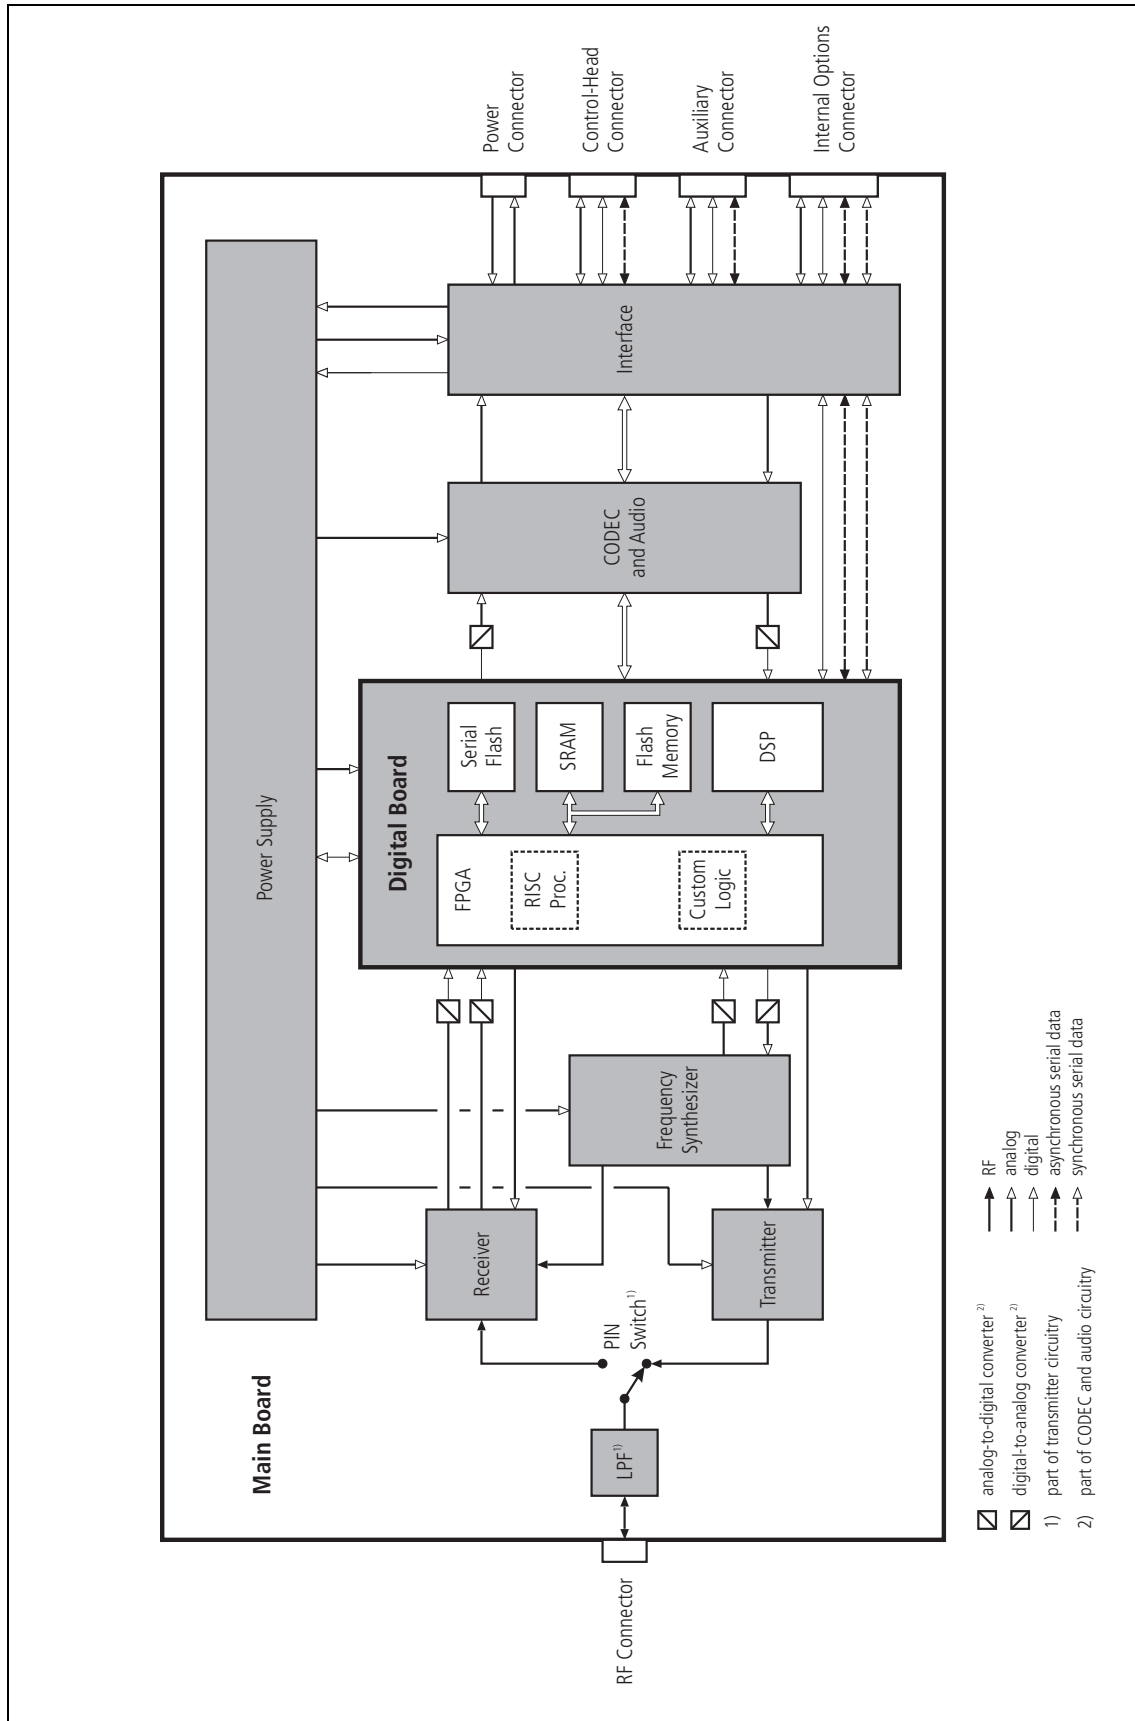 Main Board
RF Connector
LPF1)
PIN
Switch1)
Receiver
Transmitter
Frequency
Synthesizer
Power Supply
Digital Board
FPGA
RISC
Proc.
Custom
Logic
Serial
Flash
SRAM
Flash
Memory
DSP
CODEC
and Audio
Interface
Power
Connector
Control-Head
Connector
Auxiliary
Connector
Internal Options
Connector
analog-to-digital converter 2)
digital-to-analog converter 2)
1) part of transmitter circuitry
2) part of CODEC and audio circuitry
RF
analog
digital
asynchronous serial data
synchronous serial data